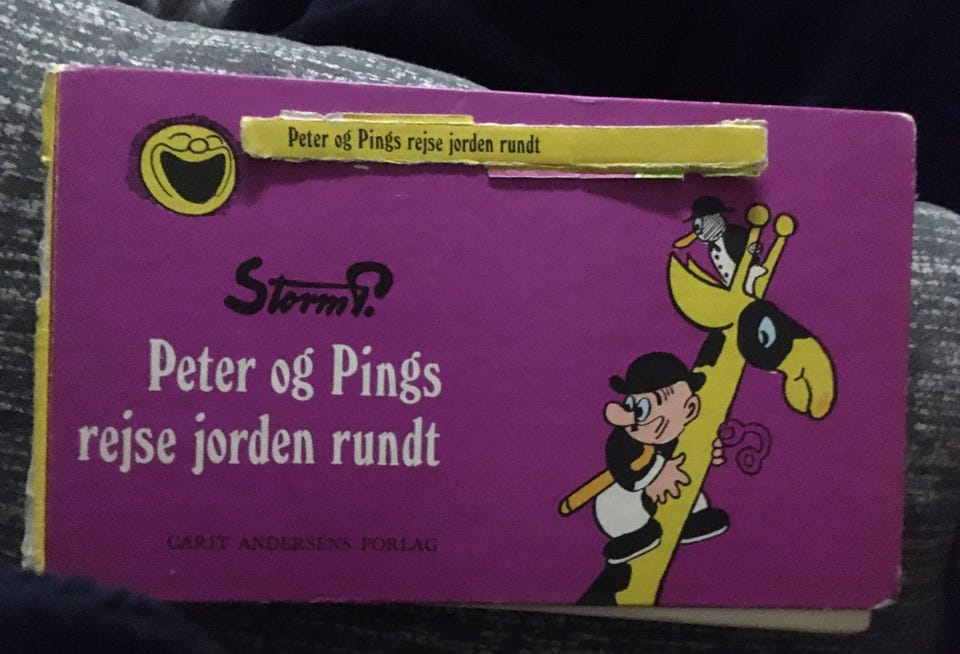 Peter og Pings rejse jorden rundt
Storm P.
Peter og Pings
rejse jorden rundt
CARIT ANDERSENS FORLAG